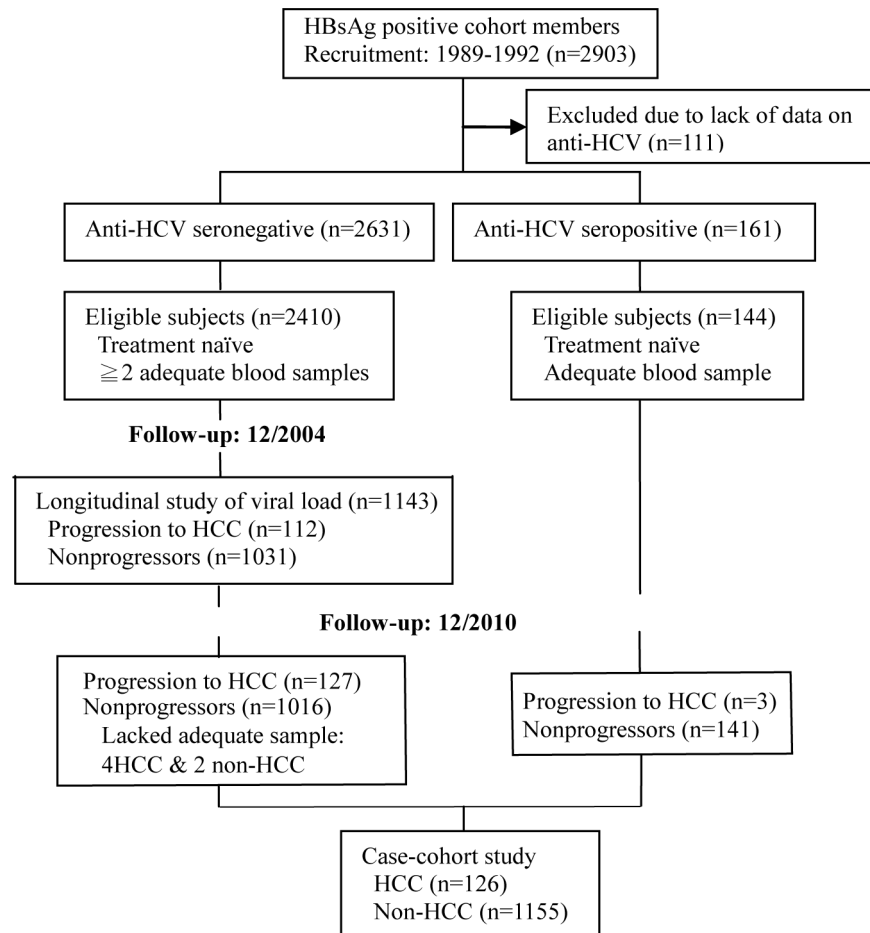 HBsAg positive cohort members
Recruitment: 1989-1992 (n=2903)
Excluded due to lack of data on
anti-HCV (n=111)
Anti-HCV seronegative (n=2631)
Anti-HCV seropositive (n=161)
Eligible subjects (n=2410)
Treatment naïve
≧2 adequate blood samples
Eligible subjects (n=144)
Treatment naïve
Adequate blood sample
Follow-up: 12/2004
Longitudinal study of viral load (n=1143)
Progression to HCC (n=112)
Nonprogressors (n=1031)
Follow-up: 12/2010
Progression to HCC (n=127)
Nonprogressors (n=1016)
Lacked adequate sample:
4HCC & 2 non-HCC
Progression to HCC (n=3)
Nonprogressors (n=141)
Case-cohort study
HCC (n=126)
Non-HCC (n=1155)